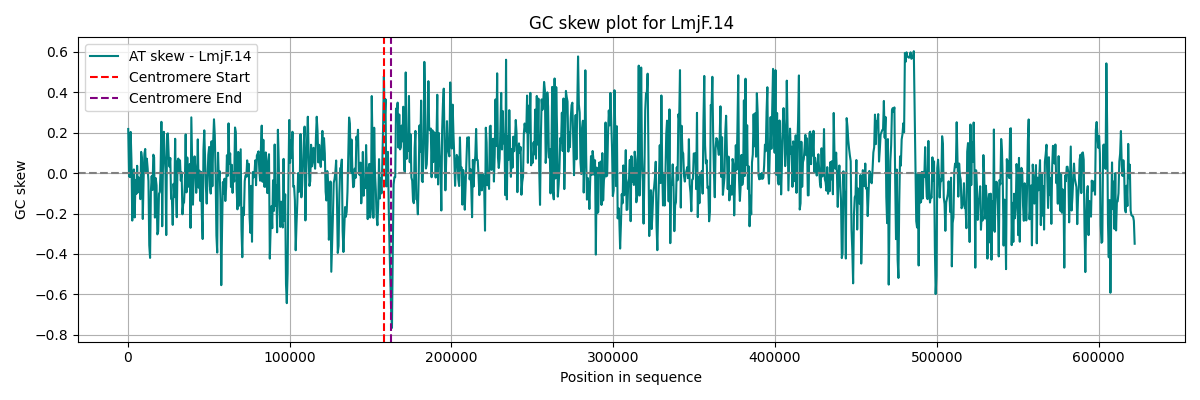 GC skew plot for LmjF.14
AT skew - LmjF.14
Centromere Start
Centromere End
GC skew
0.6
0.4
0.2
0.0
−0.2
−0.4
−0.6
−0.8
0 100000 200000 300000 400000 500000 600000
Position in sequence